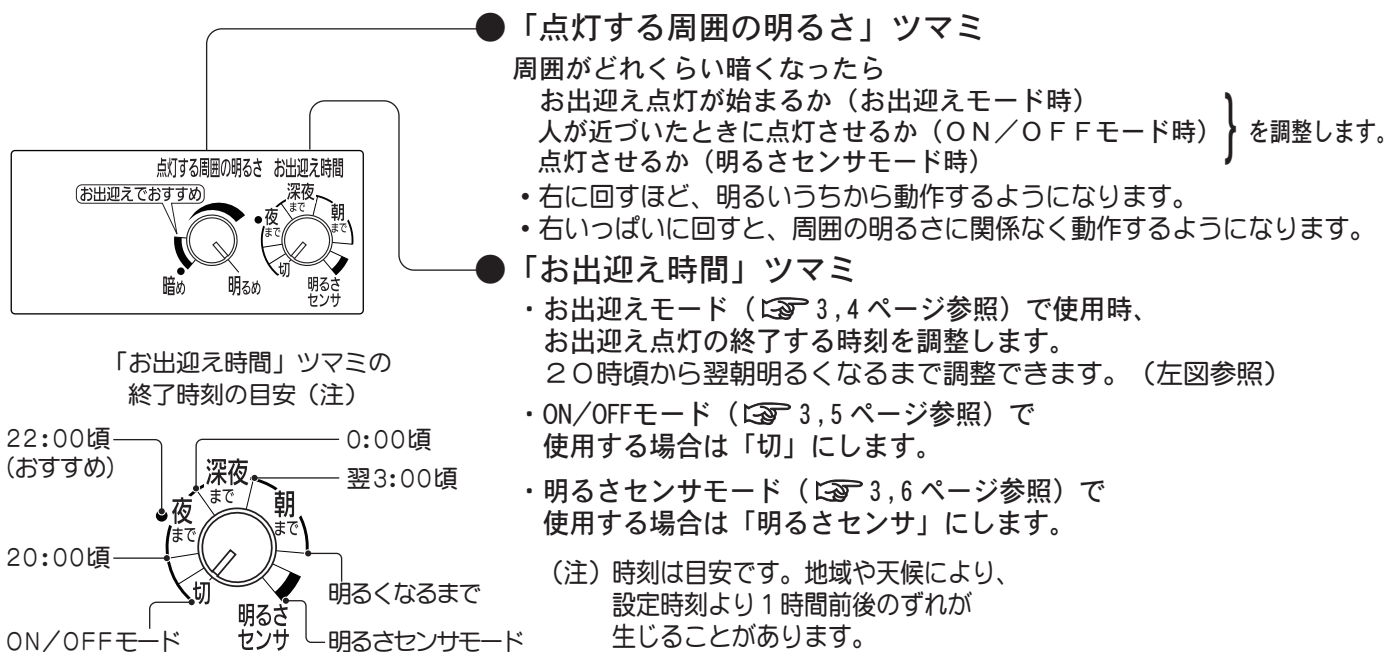 ●「点灯する周囲の明るさ」ツマミ
周囲がどれくらい暗くなったら
お出迎え点灯が始まるか（お出迎えモード時）
人が近づいたときに点灯させるか（ＯＮ／ＯＦＦモード時）
点灯させるか（明るさセンサモード時）
を調整します。
・右に回すほど、明るいうちから動作するようになります。
・右いっぱいに回すと、周囲の明るさに関係なく動作するようになります。
●「お出迎え時間」ツマミ
・お出迎えモード（☞3,4ページ参照）で使用時、
お出迎え点灯の終了する時刻を調整します。
２０時頃から翌朝明るくなるまで調整できます。（左図参照）
・ON/OFFモード（☞3,5ページ参照）で
使用する場合は「切」にします。
・明るさセンサモード（☞3,6ページ参照）で
使用する場合は「明るさセンサ」にします。
（注）時刻は目安です。地域や天候により、
設定時刻より１時間前後のずれが
生じることがあります。
点灯する周囲の明るさ
お出迎えでおすすめ
暗め
明るめ
お出迎え時間
切
夜まで
深夜まで
朝まで
明るさ
センサ
「お出迎え時間」ツマミの
終了時刻の目安（注）
22:00頃
(おすすめ)
0:00頃
翌3:00頃
深夜
まで
夜
まで
朝
まで
20:00頃
切
明るくなるまで
明るさ
センサ
ON／OFFモード
明るさセンサモード